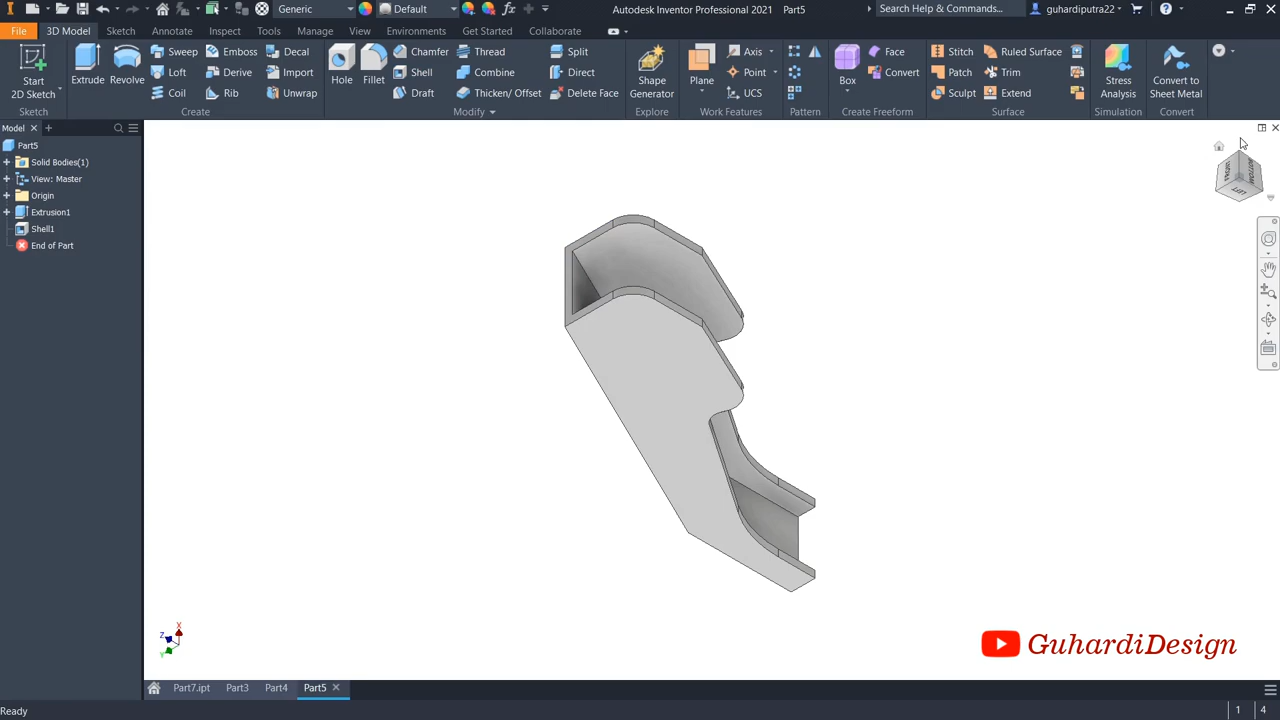 Generic Default Autodesk Inventor Professional 2021 Part5 Search Help & Commands... guhardiputra22
File 3D Model Sketch Annotate Inspect Tools Manage View Environments Get Started Collaborate
Start 2D Sketch
Sketch
Extrude Revolve Sweep Emboss Decal
Loft Derive Import
Coil Rib Unwrap
Create
Hole Fillet Chamfer Thread Split
Shell Combine Direct
Draft Thicken/ Offset Delete Face
Modify
Shape Generator
Explore
Plane Axis
Point
UCS
Work Features
Pattern
Box Face
Convert
Create Freeform
Stitch Ruled Surface
Patch Trim
Sculpt Extend
Surface
Stress Analysis
Simulation
Convert to Sheet Metal
Convert
Model
Part5
Solid Bodies(1)
View: Master
Origin
Extrusion1
Shell1
End of Part
X
Z
Y
GuhardiDesign
Part7.ipt Part3 Part4 Part5
Ready 1 4